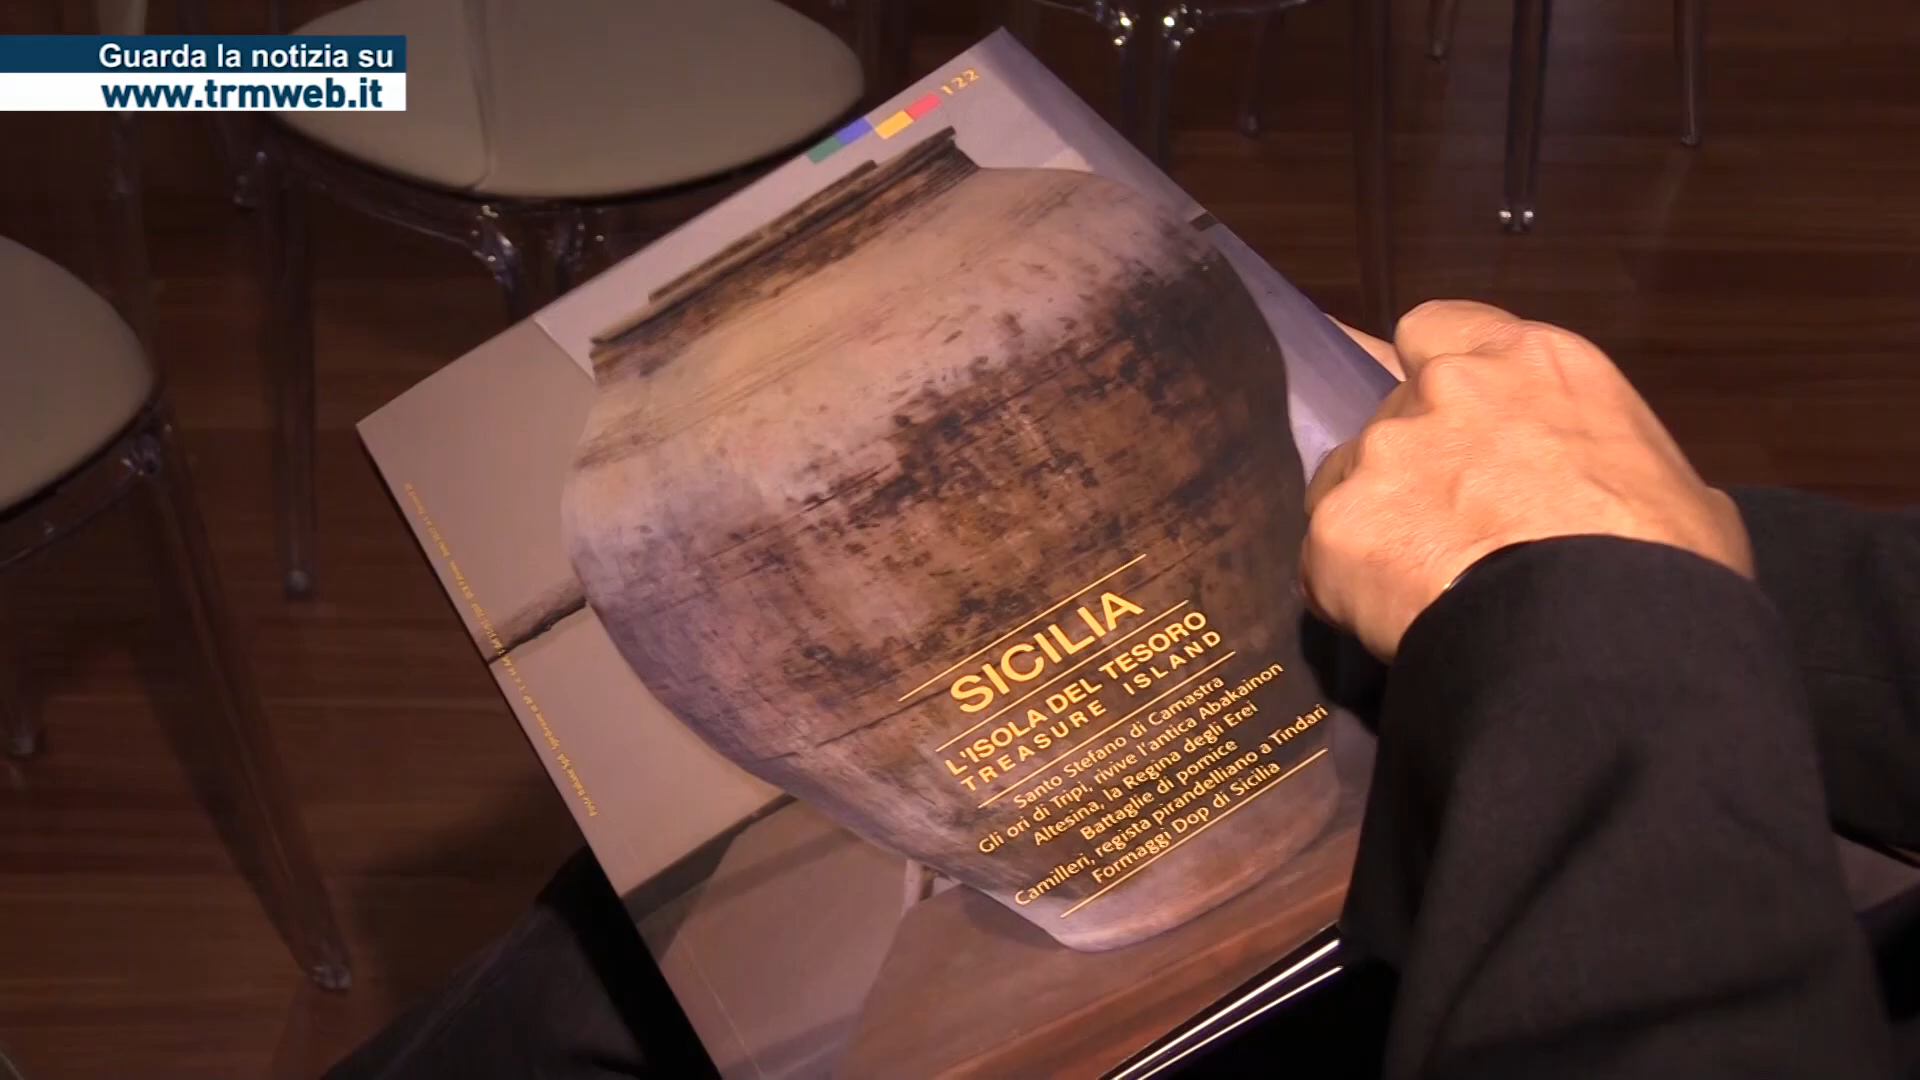 Guarda la notizia su
www.trmweb.it
122
SICILIA
L'ISOLA DEL TESORO
TREASURE ISLAND
Santo Stefano di Camastra
Gli ori di Tripi, rivive l'antica Abakainon
Altesina, la Regina degli Erei
Battaglie di pomice
Camilleri, regista pirandelliano a Tindari
Formaggi Dop di Sicilia